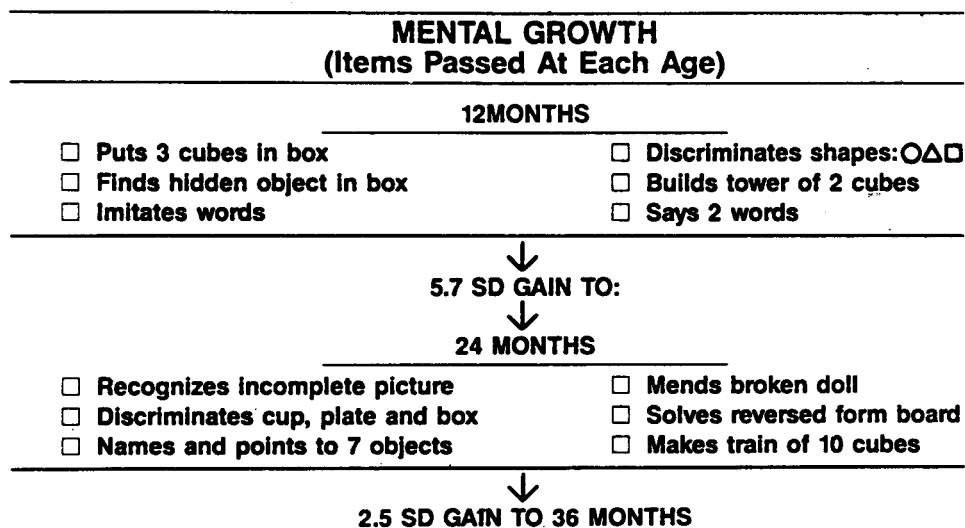 MENTAL GROWTH
(Items Passed At Each Age)
12MONTHS
☐ Puts 3 cubes in box
☐ Finds hidden object in box
☐ Imitates words
☐ Discriminates shapes:○△□
☐ Builds tower of 2 cubes
☐ Says 2 words
5.7 SD GAIN TO:
24 MONTHS
☐ Recognizes incomplete picture
☐ Discriminates cup, plate and box
☐ Names and points to 7 objects
☐ Mends broken doll
☐ Solves reversed form board
☐ Makes train of 10 cubes
2.5 SD GAIN TO 36 MONTHS